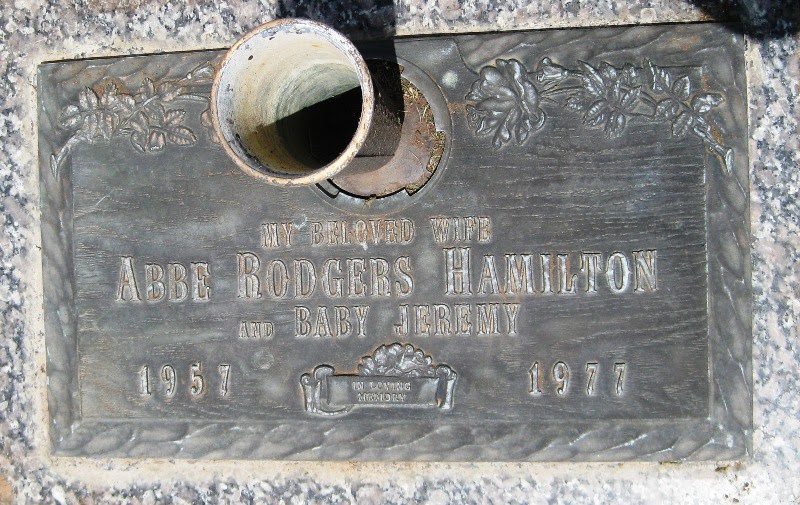 MY BELOVED WIFE
ABBE RODGERS HAMILTON
AND BABY JEREMY
1957 1977
IN LOVING
MEMORY